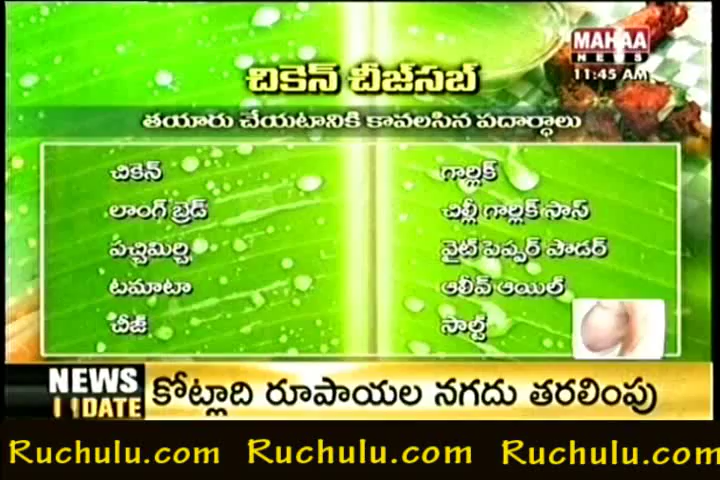 MAHAA
NEWS
11:45 AM
చికెన్ చీజ్‌సబ్
తయారు చేయటానికి కావలసిన పదార్ధాలు
చికెన్
లాంగ్ బ్రెడ్
పచ్చిమిర్చి
టమాటా
చీజ్
గార్లిక్
చిల్లీ గార్లిక్ సాస్
వైట్ పెప్పర్ పౌడర్
ఆలీవ్ ఆయిల్
సాల్ట్
NEWS
కోట్లాది రూపాయల నగదు తరలింపు
DATE
Ruchulu.com Ruchulu.com Ruchulu.com